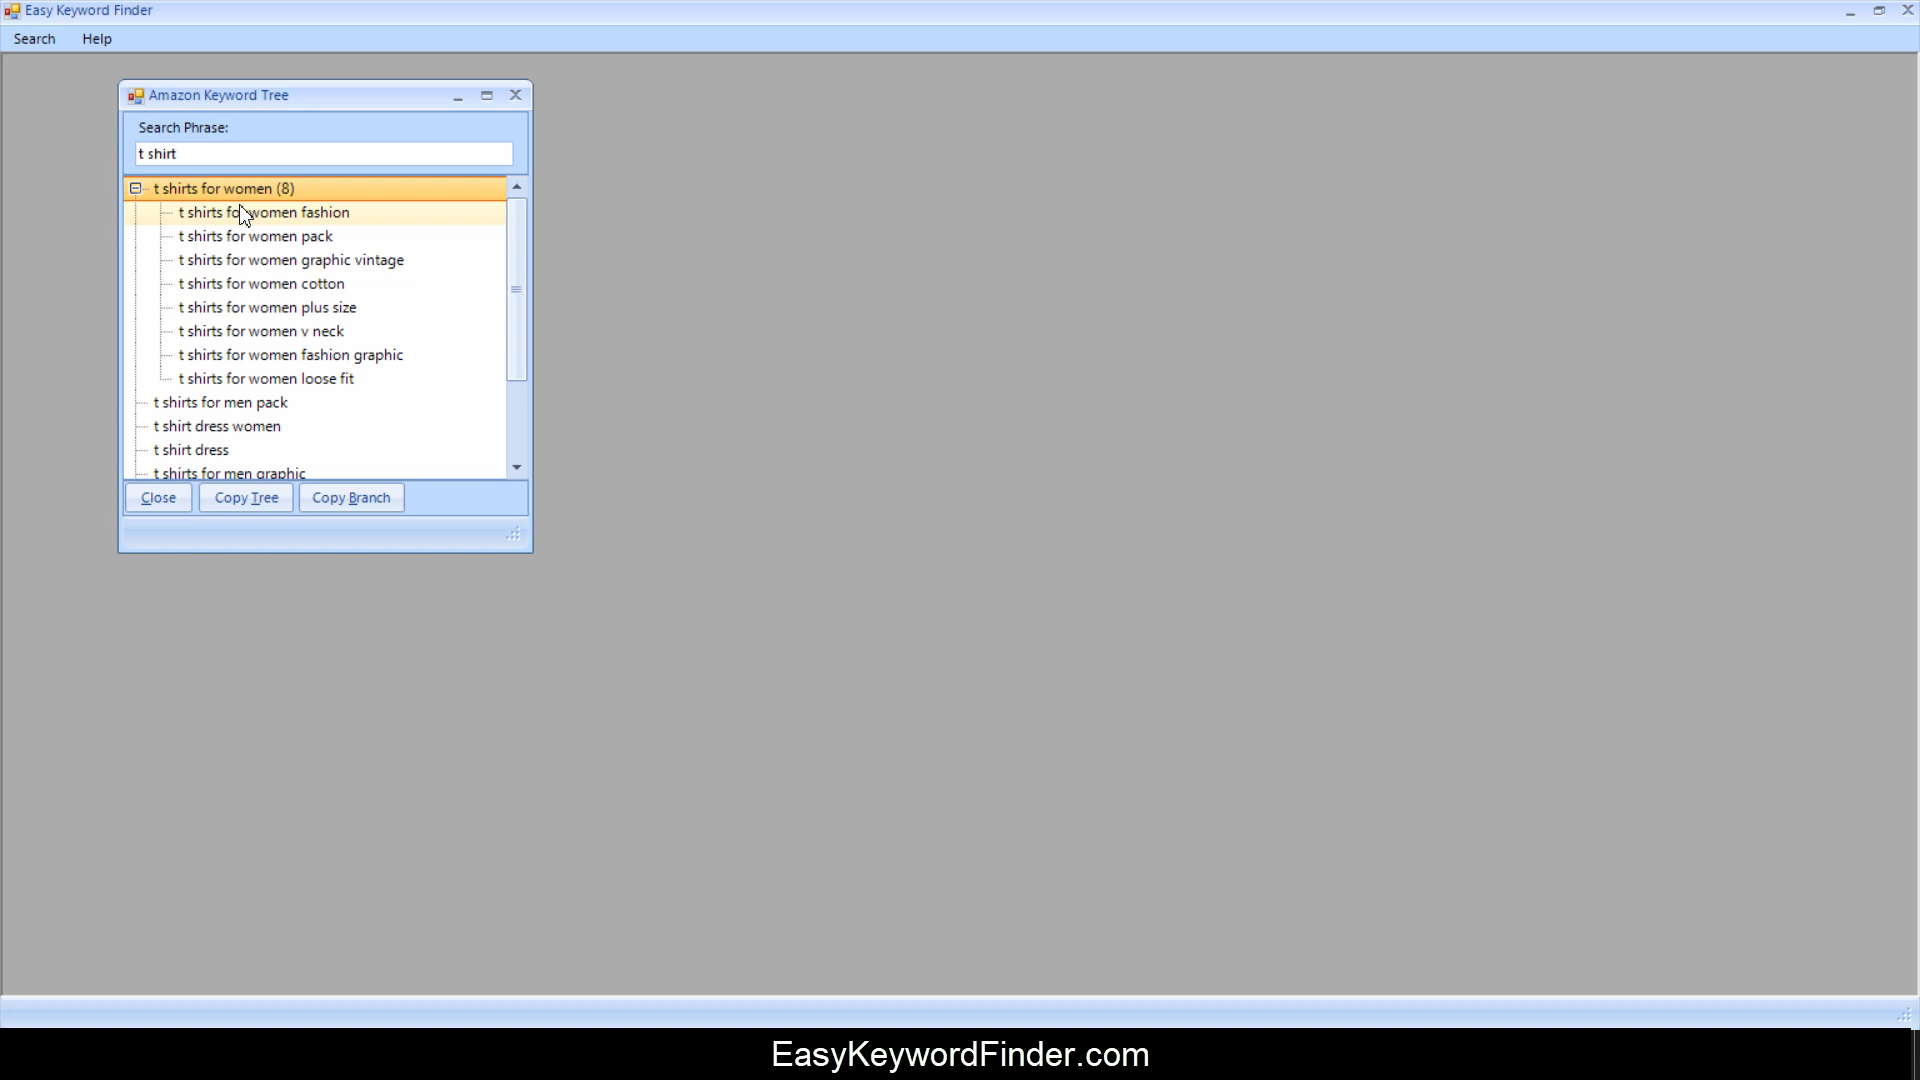 Easy Keyword Finder
Search Help
Amazon Keyword Tree
Search Phrase:
t shirt
t shirts for women (8)
t shirts for women fashion
t shirts for women pack
t shirts for women graphic vintage
t shirts for women cotton
t shirts for women plus size
t shirts for women v neck
t shirts for women fashion graphic
t shirts for women loose fit
t shirts for men pack
t shirt dress women
t shirt dress
t shirts for men graphic
Close Copy Tree Copy Branch
EasyKeywordFinder.com